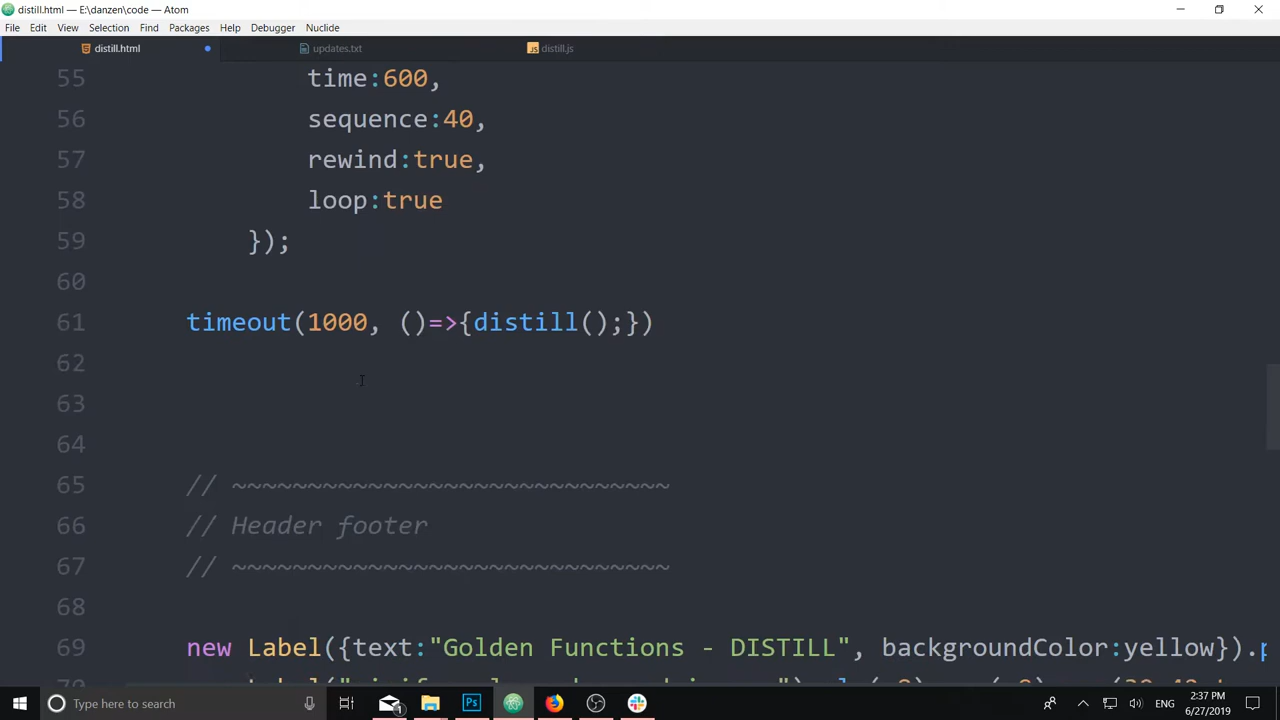 distill.html — E:\danzen\code — Atom
File Edit View Selection Find Packages Help Debugger Nuclide
distill.html updates.txt JS distill.js
55 time:600,
56 sequence:40,
57 rewind:true,
58 loop:true
59 });
60
61 timeout(1000, ()=>{distill();})
62
63
64
65 // ~~~~~~~~~~~~~~~~~~~~~~~~~~~~~
66 // Header footer
67 // ~~~~~~~~~~~~~~~~~~~~~~~~~~~~~
68
69 new Label({text:"Golden Functions - DISTILL", backgroundColor:yellow}).p
Type here to search
1
Ps
ENG
2:37 PM
6/27/2019